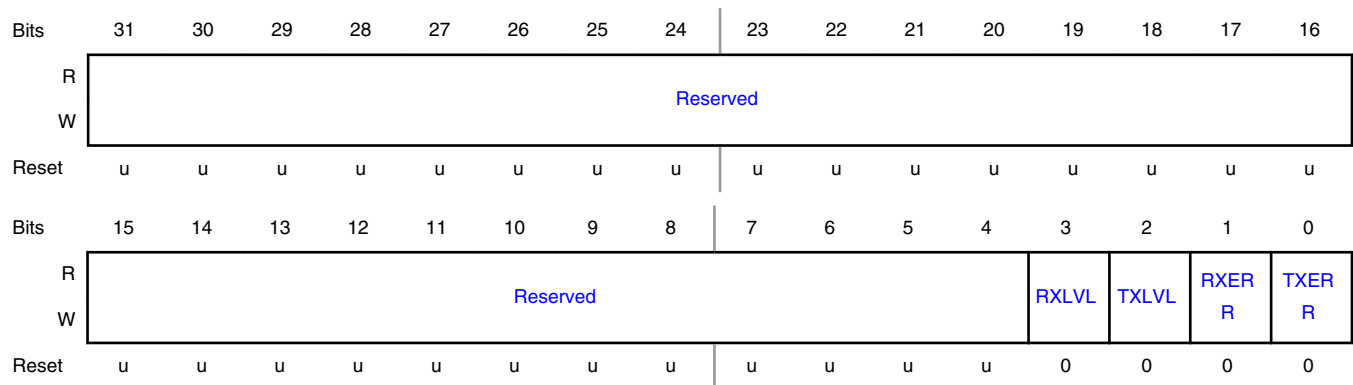 Bits 31 30 29 28 27 26 25 24 23 22 21 20 19 18 17 16
R
Reserved
W
Reset u u u u u u u u u u u u u u u u
Bits 15 14 13 12 11 10 9 8 7 6 5 4 3 2 1 0
R
Reserved RXLVL TXLVL RXER R TXER R
W
Reset u u u u u u u u u u u u 0 0 0 0